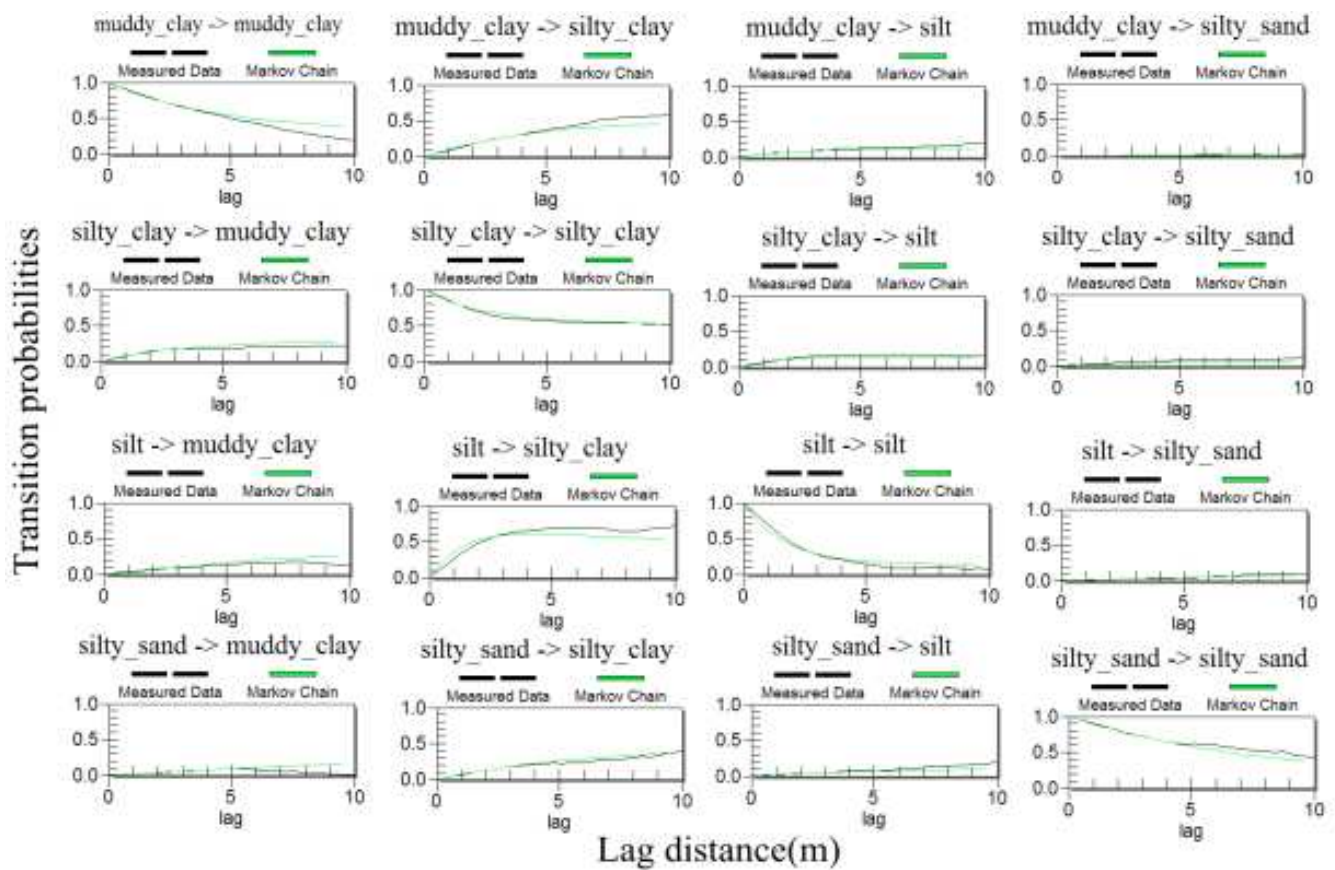 muddy_clay -> muddy_clay
Measured Data Markov Chain
1.0
0.5
0.0
0 5 10
lag
muddy_clay -> silty_clay
Measured Data Markov Chain
1.0
0.5
0.0
0 5 10
lag
muddy_clay -> silt
Measured Data Markov Chain
1.0
0.5
0.0
0 5 10
lag
muddy_clay -> silty_sand
Measured Data Markov Chain
1.0
0.5
0.0
0 5 10
lag
Transition probabilities
silty_clay -> muddy_clay
Measured Data Markov Chain
1.0
0.5
0.0
0 5 10
lag
silty_clay -> silty_clay
Measured Data Markov Chain
1.0
0.5
0.0
0 5 10
lag
silty_clay -> silt
Measured Data Markov Chain
1.0
0.5
0.0
0 5 10
lag
silty_clay -> silty_sand
Measured Data Markov Chain
1.0
0.5
0.0
0 5 10
lag
silt -> muddy_clay
Measured Data Markov Chain
1.0
0.5
0.0
0 5 10
lag
silt -> silty_clay
Measured Data Markov Chain
1.0
0.5
0.0
0 5 10
lag
silt -> silt
Measured Data Markov Chain
1.0
0.5
0.0
0 5 10
lag
silt -> silty_sand
Measured Data Markov Chain
1.0
0.5
0.0
0 5 10
lag
silty_sand -> muddy_clay
Measured Data Markov Chain
1.0
0.5
0.0
0 5 10
lag
silty_sand -> silty_clay
Measured Data Markov Chain
1.0
0.5
0.0
0 5 10
lag
silty_sand -> silt
Measured Data Markov Chain
1.0
0.5
0.0
0 5 10
lag
silty_sand -> silty_sand
Measured Data Markov Chain
1.0
0.5
0.0
0 5 10
lag
Lag distance(m)